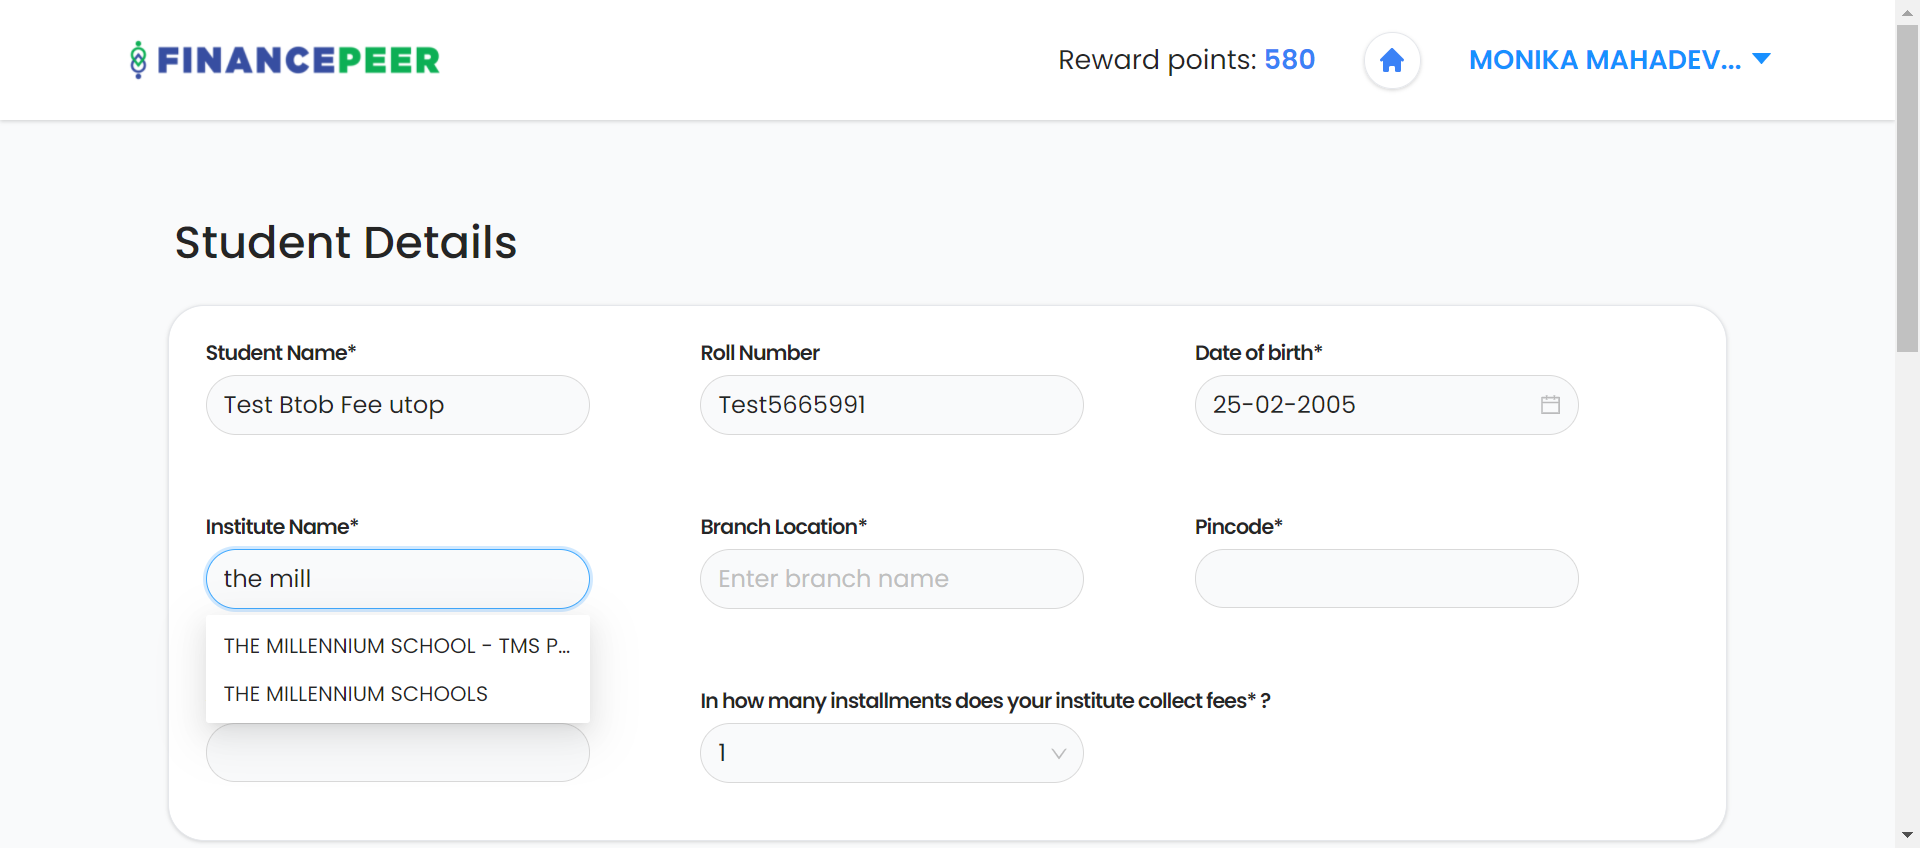 FINANCEPEER
Reward points: 580
MONIKA MAHADEV...
Student Details
Student Name*
Roll Number
Date of birth*
Test Btob Fee utop
Test5665991
25-02-2005
Institute Name*
Branch Location*
Pincode*
the mill
Enter branch name
THE MILLENNIUM SCHOOL - TMS P...
THE MILLENNIUM SCHOOLS
In how many installments does your institute collect fees* ?
1